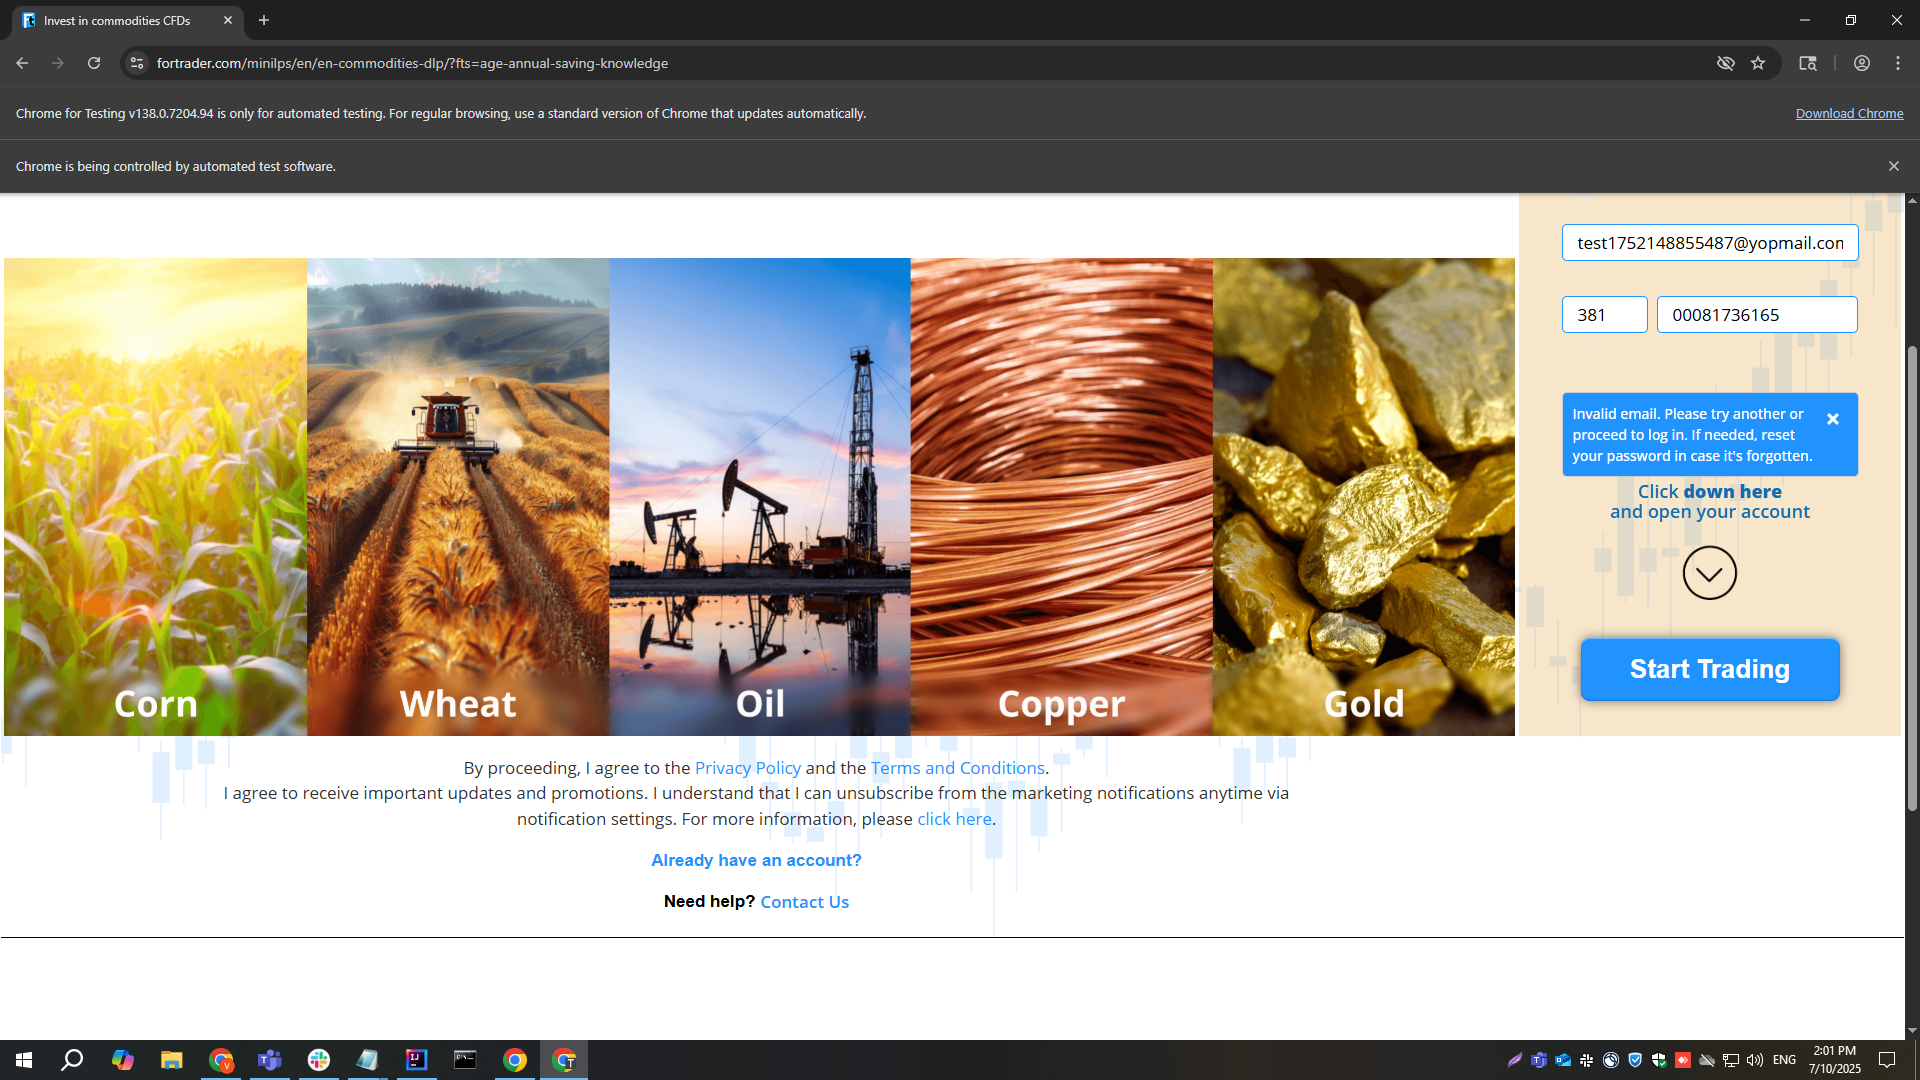 Invest in commodities CFDs
fortrader.com/minilps/en/en-commodities-dlp/?fts=age-annual-saving-knowledge
Chrome for Testing v138.0.7204.94 is only for automated testing. For regular browsing, use a standard version of Chrome that updates automatically.
Download Chrome
Chrome is being controlled by automated test software.
test1752148855487@yopmail.com
381
00081736165
Invalid email. Please try another or
proceed to log in. If needed, reset
your password in case it's forgotten.
Click down here
and open your account
Start Trading
Corn
Wheat
Oil
Copper
Gold
By proceeding, I agree to the Privacy Policy and the Terms and Conditions.
I agree to receive important updates and promotions. I understand that I can unsubscribe from the marketing notifications anytime via
notification settings. For more information, please click here.
Already have an account?
Need help? Contact Us
ENG
2:01 PM
7/10/2025